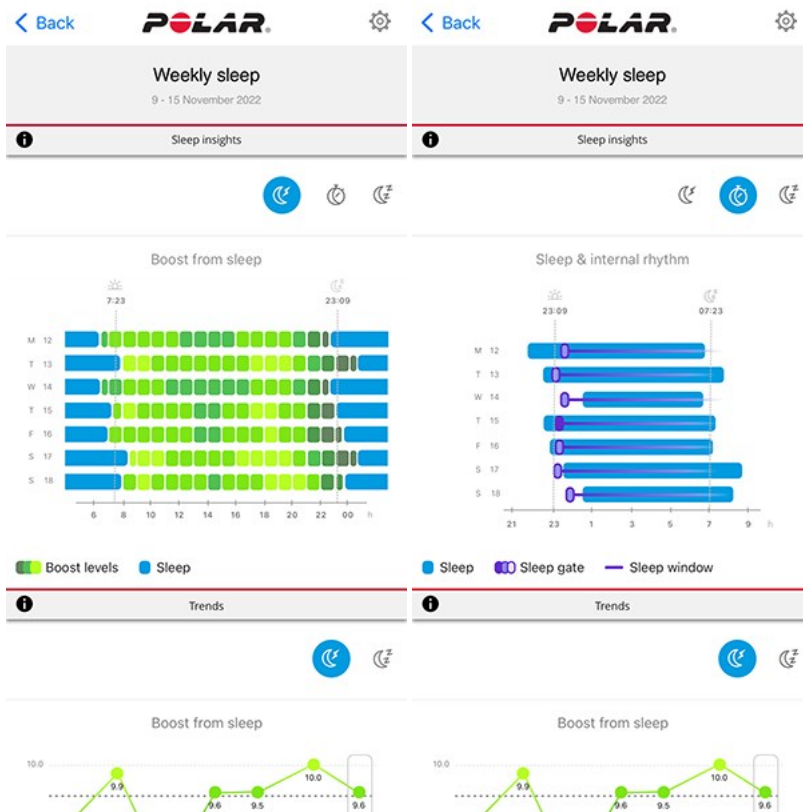 Back
POLAR.
Weekly sleep
9 - 15 November 2022
Sleep insights
Boost from sleep
7:23
23:09
M 12
T 13
W 14
T 15
F 16
S 17
S 18
6 8 10 12 14 16 18 20 22 00 h
Boost levels
Sleep
Trends
Boost from sleep
10.0
9.9
9.6
9.5
10.0
9.6
Back
POLAR.
Weekly sleep
9 - 15 November 2022
Sleep insights
Sleep & internal rhythm
23:09
07:23
M 12
T 13
W 14
T 15
F 16
S 17
S 18
21 23 1 3 5 7 9 h
Sleep
Sleep gate
Sleep window
Trends
Boost from sleep
10.0
9.9
9.6
9.5
10.0
9.6